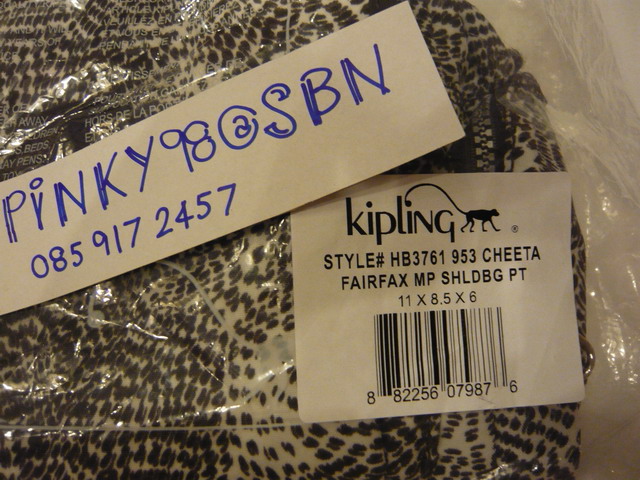 PiNKY98@SBN
085 917 2457
kipling ®
STYLE# HB3761 953 CHEETA
FAIRFAX MP SHLDBG PT
11 X 8.5 X 6
8 82256 07987 6